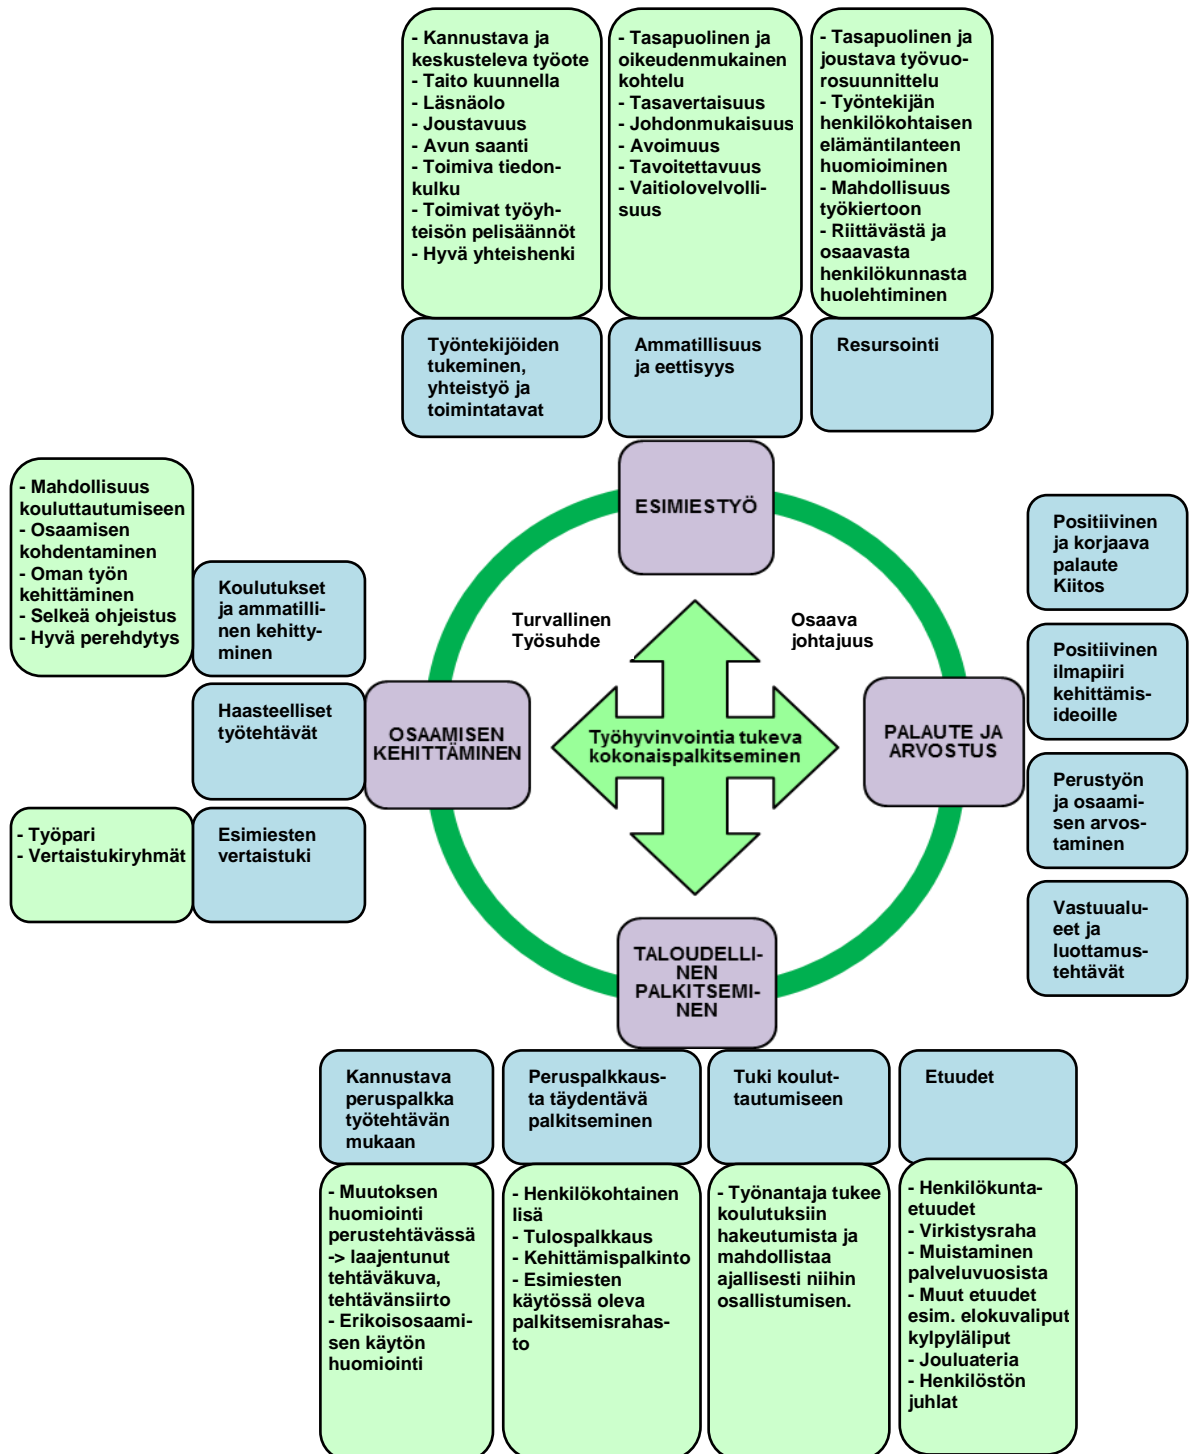 - Kannustava ja
keskusteleva työote
- Taito kuunnella
- Läsnäolo
- Joustavuus
- Avun saanti
- Toimiva tiedon-
kulku
- Toimivat työyh-
teisön pelisäännöt
- Hyvä yhteishenki
- Tasapuolinen ja
oikeudenmukainen
kohtelu
- Tasavertaisuus
- Johdonmukaisuus
- Avoimuus
- Tavoitettavuus
- Vaitiolovelvolli-
suus
- Tasapuolinen ja
joustava työvuo-
rosuunnittelu
- Työntekijän
henkilökohtaisen
elämäntilanteen
huomioiminen
- Mahdollisuus
työkiertoon
- Riittävästä ja
osaavasta
henkilökunnasta
huolehtiminen
Työntekijöiden
tukeminen,
yhteistyö ja
toimintatavat
Ammatillisuus
ja eettisyys
Resursointi
ESIMIESTYÖ
- Mahdollisuus
kouluttautumiseen
- Osaamisen
kohdentaminen
- Oman työn
kehittäminen
- Selkeä ohjeistus
- Hyvä perehdytys
Koulutukset
ja ammatilli-
nen kehitty-
minen
Haasteelliset
työtehtävät
- Työpari
- Vertaistukiryhmät
Esimiesten
vertaistuki
OSAAMISEN
KEHITTÄMINEN
Turvallinen
Työsuhde
Osaava
johtajuus
Työhyvinvointia tukeva
kokonaispalkitseminen
PALAUTE JA
ARVOSTUS
Positiivinen
ja korjaava
palaute
Kiitos
Positiivinen
ilmapiiri
kehittämis-
ideoille
Perustyön
ja osaami-
sen arvos-
taminen
Vastuualu-
eet ja
luottamus-
tehtävät
TALOUDELLI-
NEN
PALKITSEMI-
NEN
Kannustava
peruspalkka
työtehtävän
mukaan
Peruspalkkaus-
ta täydentävä
palkitseminen
Tuki koulut-
tautumiseen
Etuudet
- Muutoksen
huomiointi
perustehtävässä
-> laajentunut
tehtäväkuva,
tehtävänsiirto
- Erikoisosaami-
sen käytön
huomiointi
- Henkilökohtainen
lisä
- Tulospalkkaus
- Kehittämispalkinto
- Esimiesten
käytössä oleva
palkitsemisrahas-
to
- Työnantaja tukee
koulutuksiin
hakeutumista ja
mahdollistaa
ajallisesti niihin
osallistumisen.
- Henkilökunta-
etuudet
- Virkistysraha
- Muistaminen
palveluvuosista
- Muut etuudet
esim. elokuvaliput
kylpyläliput
- Jouluateria
- Henkilöstön
juhlat